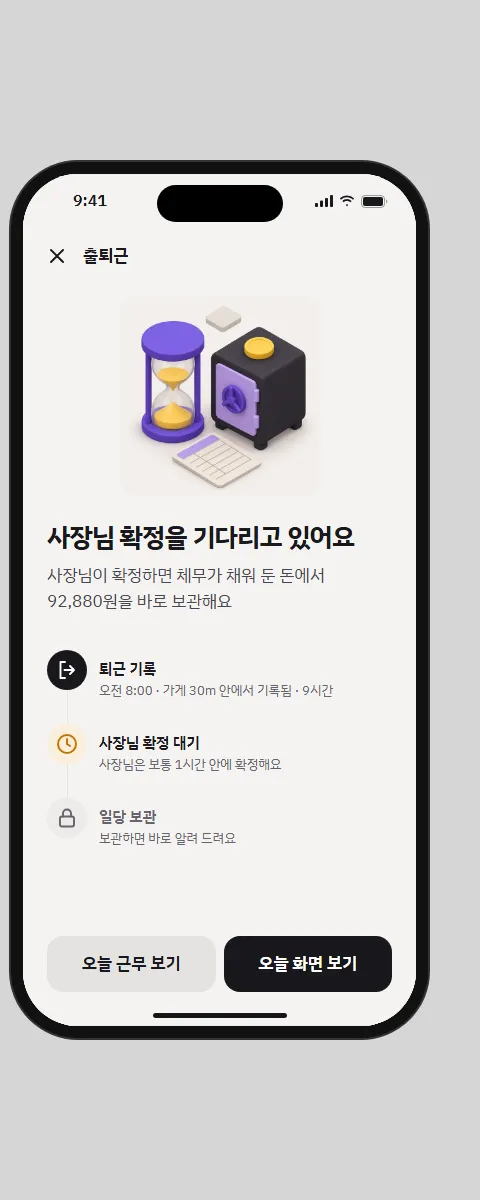 9:41
출퇴근
사장님 확정을 기다리고 있어요
사장님이 확정하면 체무가 채워 둔 돈에서
92,880원을 바로 보관해요
퇴근 기록
오전 8:00 · 가게 30m 안에서 기록됨 · 9시간
사장님 확정 대기
사장님은 보통 1시간 안에 확정해요
일당 보관
보관하면 바로 알려 드려요
오늘 근무 보기
오늘 화면 보기